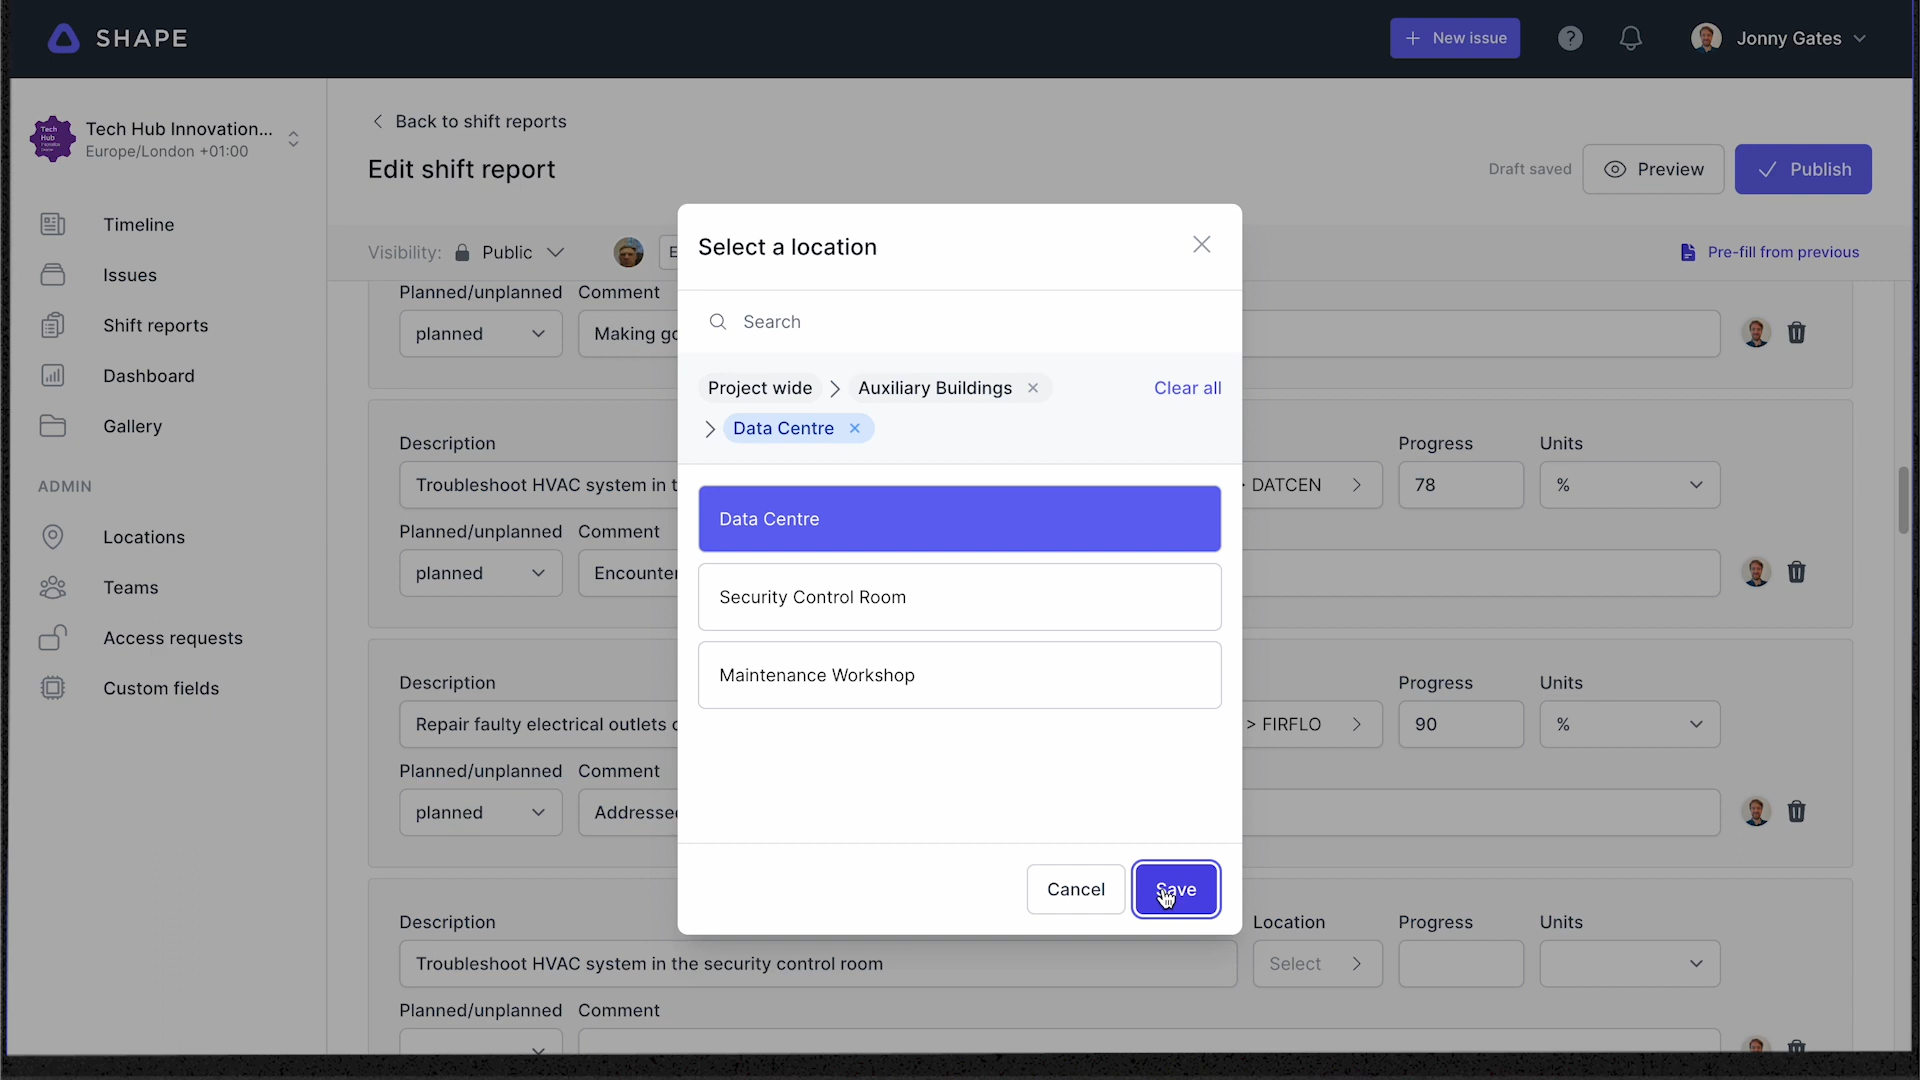 SHAPE
New issue
Jonny Gates
Tech Hub
Tech Hub Innovation...
Europe/London +01:00
Timeline
Issues
Shift reports
Dashboard
Gallery
ADMIN
Locations
Teams
Access requests
Custom fields
Back to shift reports
Edit shift report
Draft saved
Preview
Publish
Visibility:
Public
E
Pre-fill from previous
Planned/unplanned Comment
planned
Making go
Description
Progress
Units
Troubleshoot HVAC system in t
DATCEN
78
%
Planned/unplanned Comment
planned
Encounter
Description
Progress
Units
Repair faulty electrical outlets o
> FIRFLO
90
%
Planned/unplanned Comment
planned
Addressed
Description
Location
Progress
Units
Troubleshoot HVAC system in the security control room
Select
Planned/unplanned Comment
Select a location
Search
Project wide > Auxiliary Buildings ×
Clear all
> Data Centre ×
Data Centre
Security Control Room
Maintenance Workshop
Cancel
Save